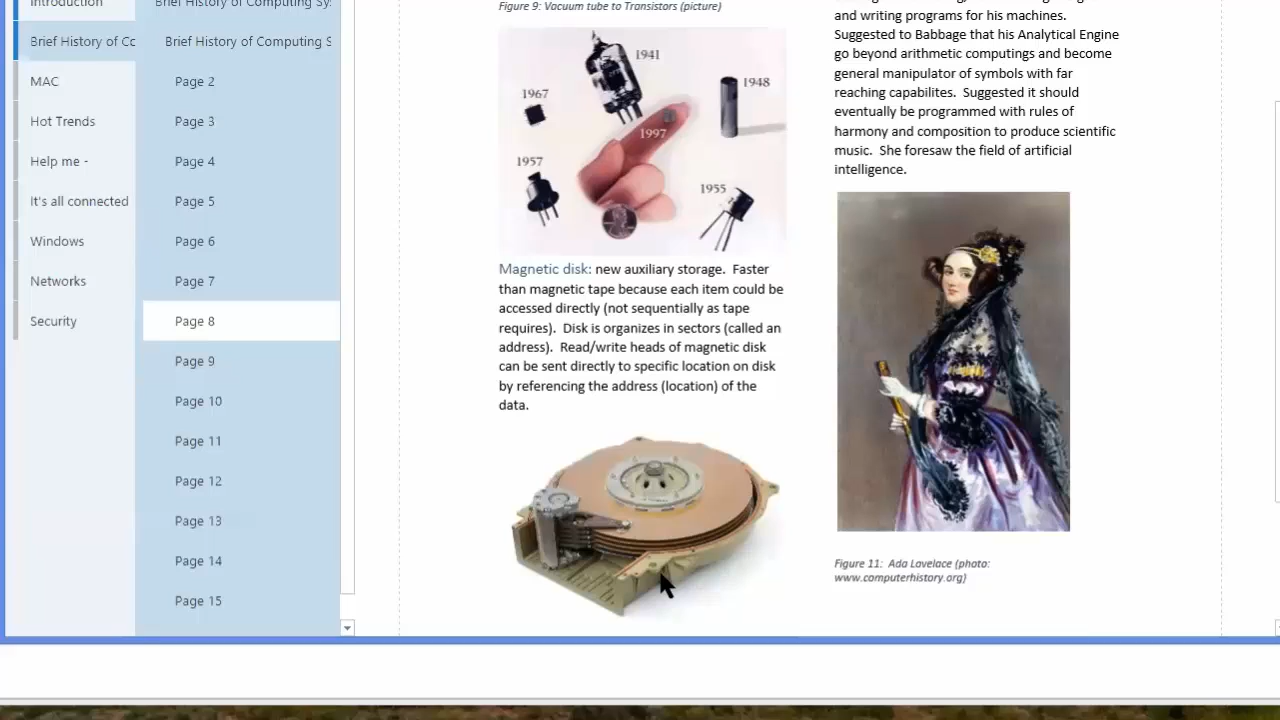 Introduction
Brief History of Co
MAC
Hot Trends
Help me -
It's all connected
Windows
Networks
Security
Brief History of Computing Sy
Brief History of Computing S
Page 2
Page 3
Page 4
Page 5
Page 6
Page 7
Page 8
Page 9
Page 10
Page 11
Page 12
Page 13
Page 14
Page 15
Figure 9: Vacuum tube to Transistors (picture)
1941
1948
1967
1997
1957
1955
Magnetic disk: new auxiliary storage. Faster
than magnetic tape because each item could be
accessed directly (not sequentially as tape
requires). Disk is organizes in sectors (called an
address). Read/write heads of magnetic disk
can be sent directly to specific location on disk
by referencing the address (location) of the
data.
and writing programs for his machines.
Suggested to Babbage that his Analytical Engine
go beyond arithmetic computings and become
general manipulator of symbols with far
reaching capabilites. Suggested it should
eventually be programmed with rules of
harmony and composition to produce scientific
music. She foresaw the field of artificial
intelligence.
Figure 11: Ada Lovelace (photo:
www.computerhistory.org)